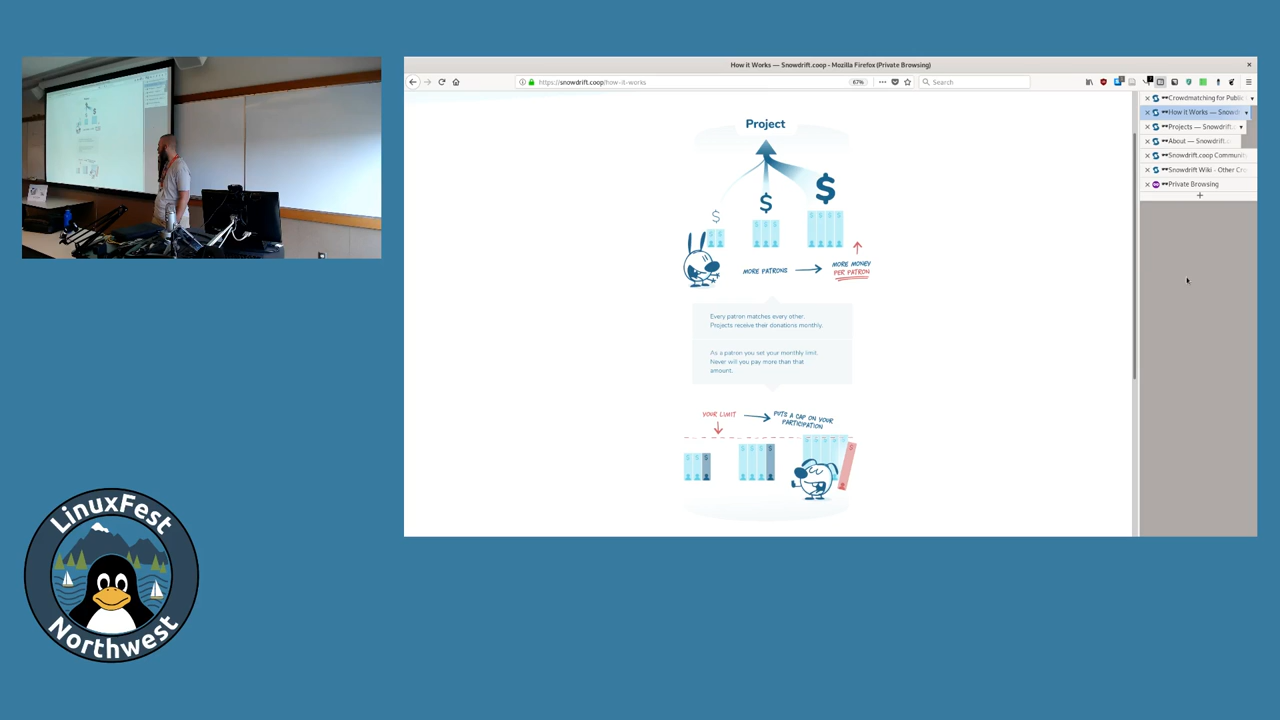 How it Works — Snowdrift.coop - Mozilla Firefox (Private Browsing)
https://snowdrift.coop/how-it-works
67%
Search
Crowdmatching for Public
How it Works — Snowdrift
Projects — Snowdrift.c
About — Snowdrift.c
Snowdrift.coop Communit
Snowdrift Wiki - Other Cr
Private Browsing
Project
$
$
$
MORE PATRONS
MORE MONEY
PER PATRON
Every patron matches every other.
Projects receive their donations monthly.
As a patron you set your monthly limit.
Never will you pay more than that
amount.
YOUR LIMIT
PUTS A CAP ON YOUR
PARTICIPATION
LinuxFest
Northwest